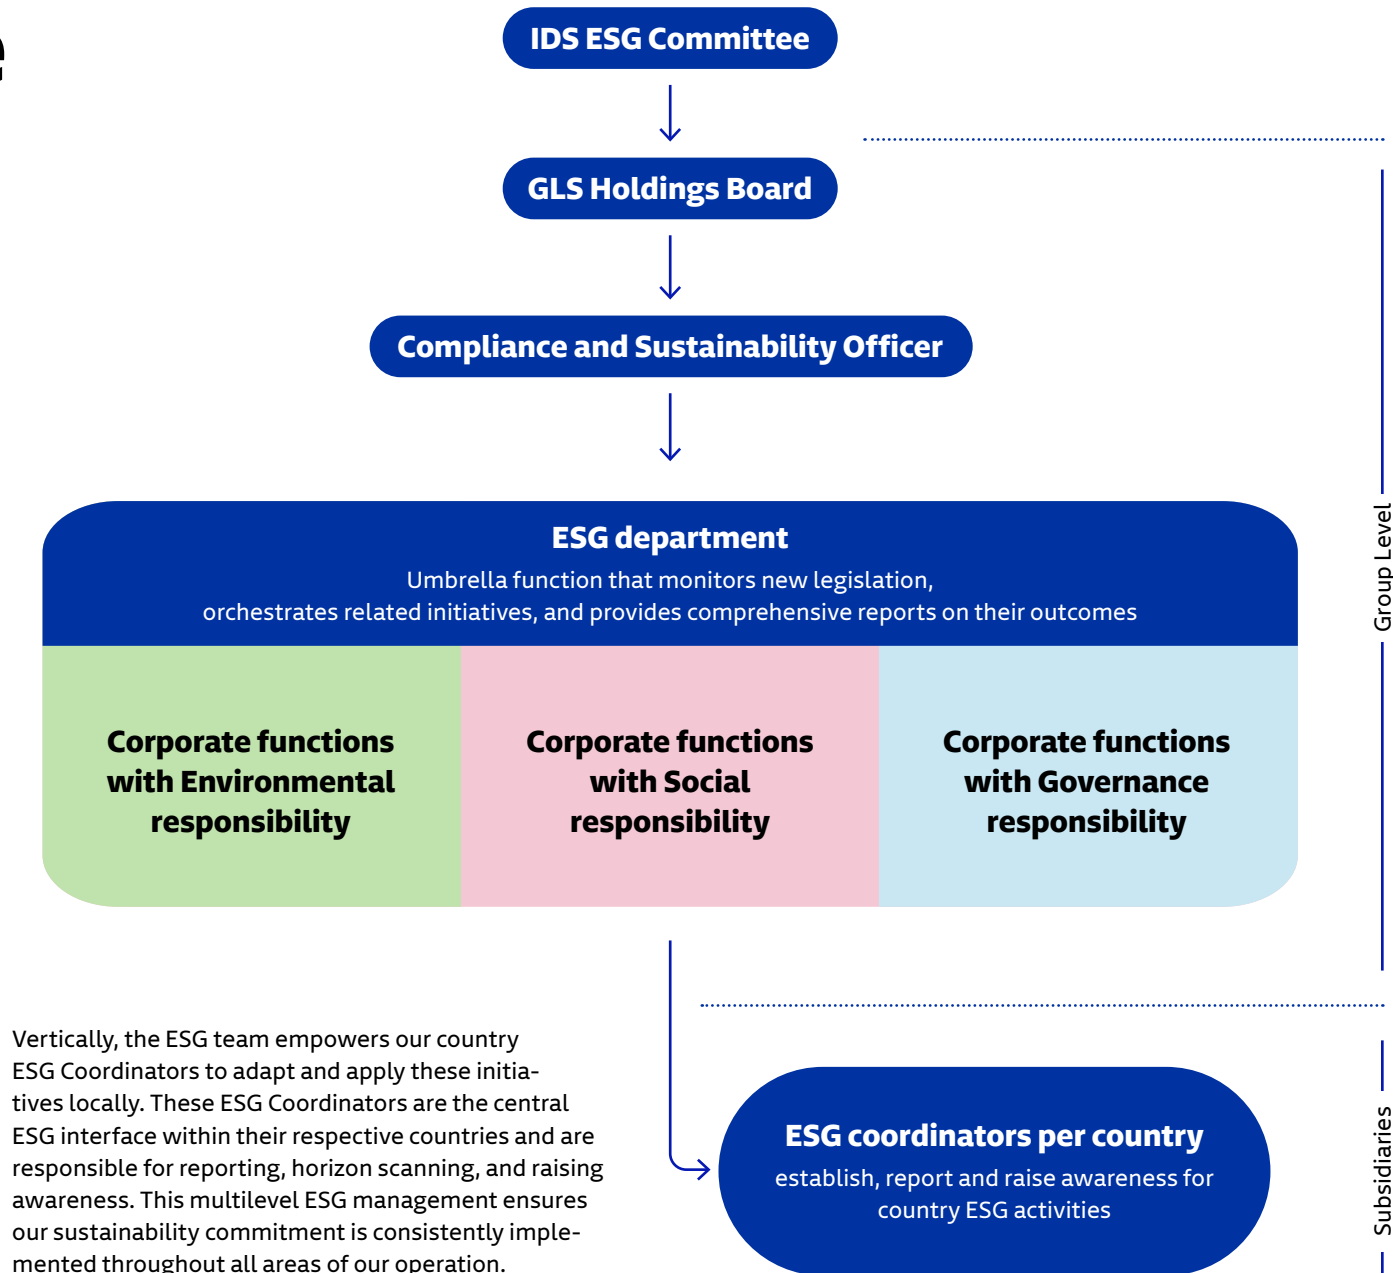 e
IDS ESG Committee
GLS Holdings Board
Compliance and Sustainability Officer
ESG department
Umbrella function that monitors new legislation,
orchestrates related initiatives, and provides comprehensive reports on their outcomes
Corporate functions
with Environmental
responsibility
Corporate functions
with Social
responsibility
Corporate functions
with Governance
responsibility
Group Level
Vertically, the ESG team empowers our country
ESG Coordinators to adapt and apply these initia-
tives locally. These ESG Coordinators are the central
ESG interface within their respective countries and are
responsible for reporting, horizon scanning, and raising
awareness. This multilevel ESG management ensures
our sustainability commitment is consistently imple-
mented throughout all areas of our operation.
ESG coordinators per country
establish, report and raise awareness for
country ESG activities
Subsidiaries